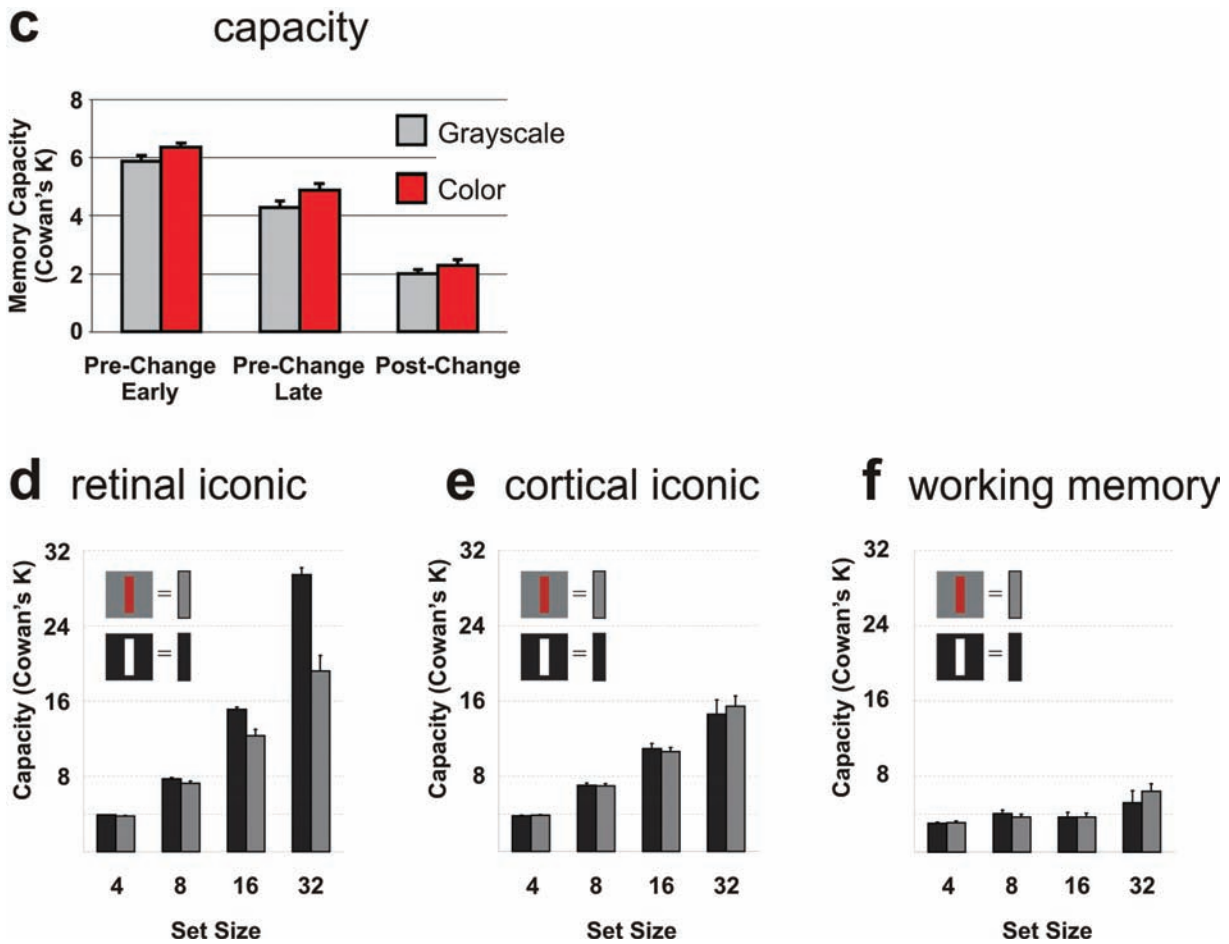 c capacity
Memory Capacity
(Cowan's K)
8
6
4
2
0
Grayscale
Color
Pre-Change
Early
Pre-Change
Late
Post-Change
d retinal iconic
Capacity (Cowan's K)
32
24
16
8
=
=
4 8 16 32
Set Size
e cortical iconic
Capacity (Cowan's K)
32
24
16
8
=
=
4 8 16 32
Set Size
f working memory
Capacity (Cowan's K)
32
24
16
8
=
=
4 8 16 32
Set Size